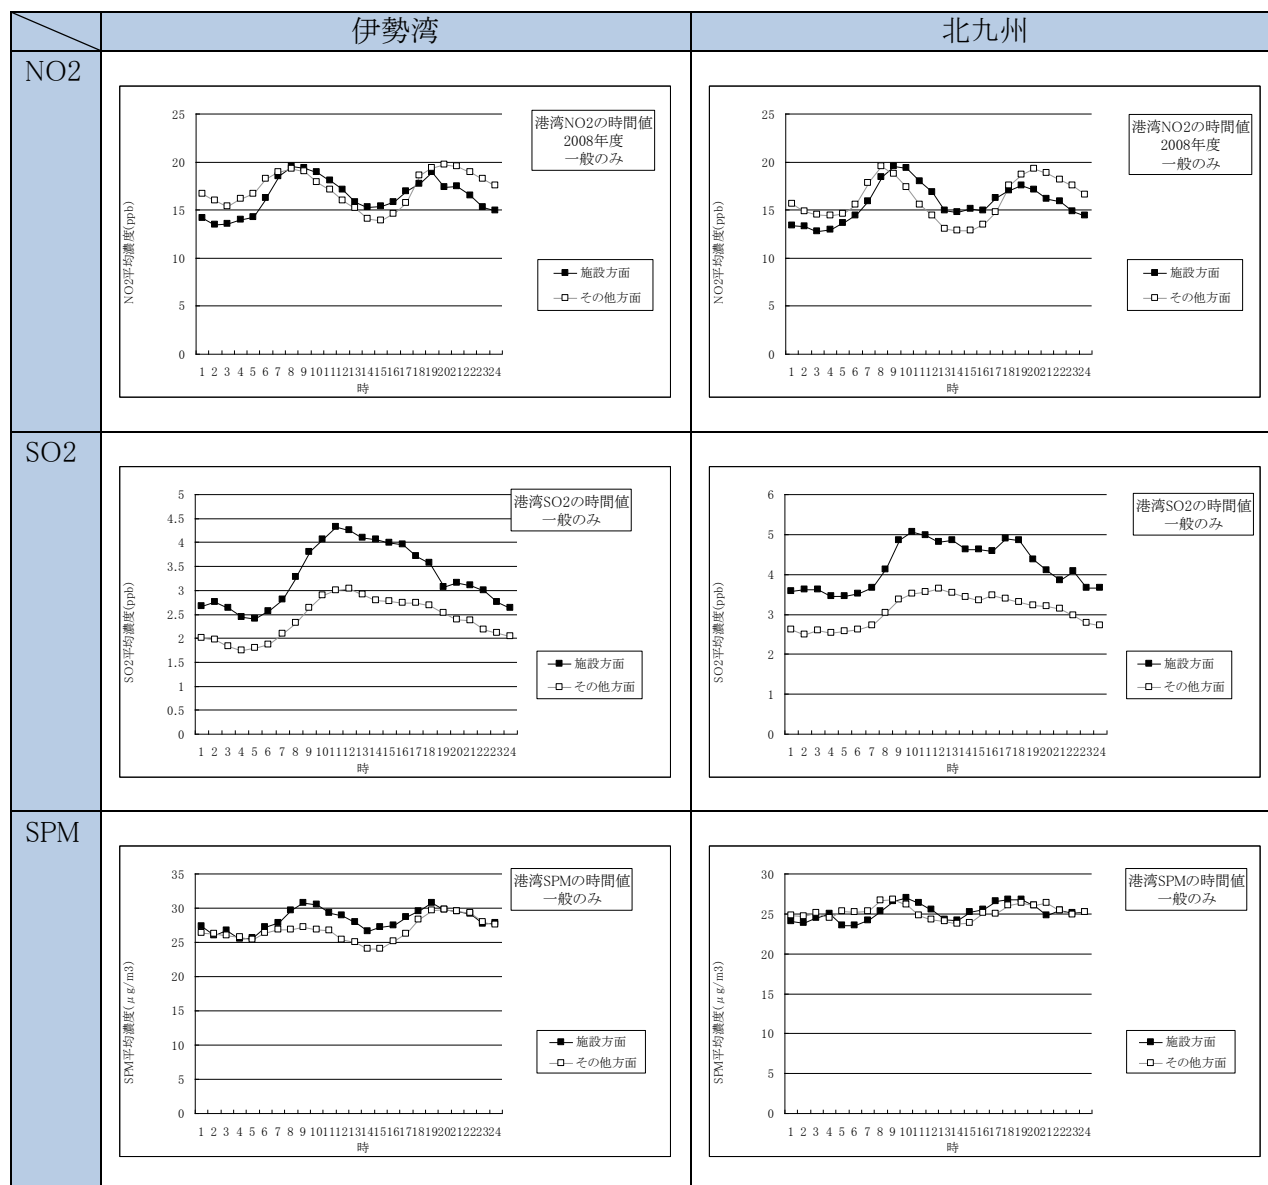 伊勢湾
北九州
NO2
港湾NO2の時間値
2008年度
一般のみ
NO2平均濃度(ppb)
25
20
15
10
5
0
施設方面
その他方面
1 2 3 4 5 6 7 8 9 10 11 12 13 14 15 16 17 18 19 20 21 22 23 24
時
港湾NO2の時間値
2008年度
一般のみ
NO2平均濃度(ppb)
25
20
15
10
5
0
施設方面
その他方面
1 2 3 4 5 6 7 8 9 10 11 12 13 14 15 16 17 18 19 20 21 22 23 24
時
SO2
港湾SO2の時間値
一般のみ
SO2平均濃度(ppb)
5
4.5
4
3.5
3
2.5
2
1.5
1
0.5
0
施設方面
その他方面
1 2 3 4 5 6 7 8 9 10 11 12 13 14 15 16 17 18 19 20 21 22 23 24
時
港湾SO2の時間値
一般のみ
SO2平均濃度(ppb)
6
5
4
3
2
1
0
施設方面
その他方面
1 2 3 4 5 6 7 8 9 10 11 12 13 14 15 16 17 18 19 20 21 22 23 24
時
SPM
港湾SPMの時間値
一般のみ
SPM平均濃度(μg/m3)
35
30
25
20
15
10
5
0
施設方面
その他方面
1 2 3 4 5 6 7 8 9 10 11 12 13 14 15 16 17 18 19 20 21 22 23 24
時
港湾SPMの時間値
一般のみ
SPM平均濃度(μg/m3)
30
25
20
15
10
5
0
施設方面
その他方面
1 2 3 4 5 6 7 8 9 10 11 12 13 14 15 16 17 18 19 20 21 22 23 24
時